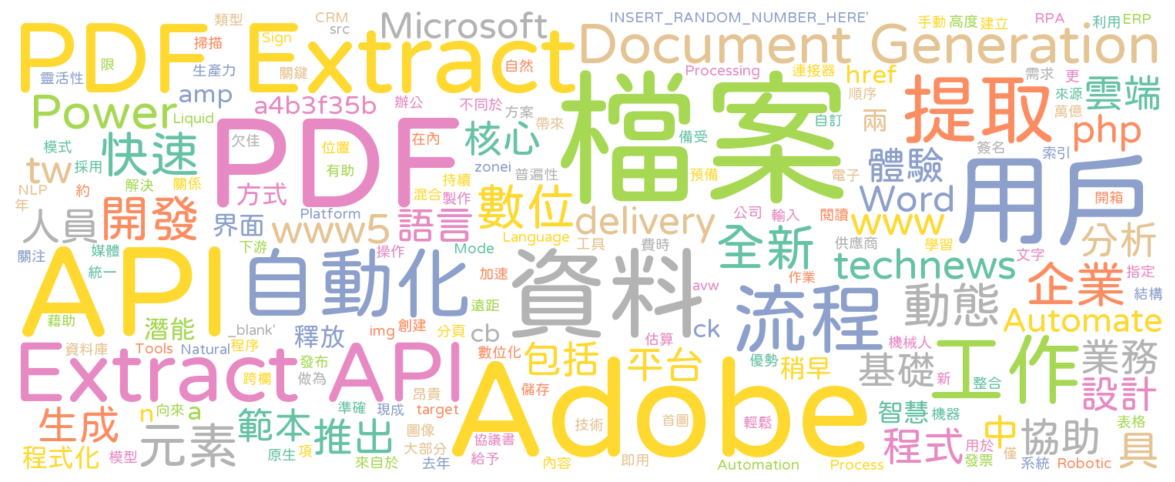 類型 CRM src INSERT_RANDOM_NUMBER_HERE' 手動 高度 建立 RPA 利用 ERP
PDF Extract Sign Microsoft Document Generation
掃描 限 靈活性 生產力 關鍵 自然 Processing 連接器 href 需求 更 來源 雲端
Power Liquid amp a4b3f35b 辦公 不同於 方案 帶來 檔案 順序 兩 提取 萬億 php
模式 快速 欠佳 PDF 位置 在內 核心 備受 自訂 簽名 索引
tw 採用 解決 有助 zonei 普遍性 預備 電子 體驗 用戶
NLP 年 約 關係 方式 混合 持續 製作 語言 數位 Word 開箱
人員 開發 界面 Platform www5 delivery 公司 輸入 閱讀 www 分析
關注 媒體 下游 操作 Mode Language 工具 費時 全新 供應商 學習 文字
統一 API 自動化 加速 資料 作業 technews 企業 指定 結構
藉助 潛能 _blank' 釋放 遠距 avw 流程 動態 Automate
程序 img 創建 分頁 cb 估算 ck 機械人
資料庫 Tools Natural 發布 數位化 包括 平台 優勢 稍早 基礎 新 整合 工作 業務
Extract API 跨欄 做為 昂貴 儲存 Adobe 設計
生成 n 向來 a 範本 準確 現成 target 技術 首圖 輕鬆 智慧 機器 表格
元素 推出 圖像 協議書 程式 用於 中 僅 協助 具
程式化 模型 原生 項 來自於 大部分 去年 給予 內容 即用 Automation Process 發票 系統 Robotic